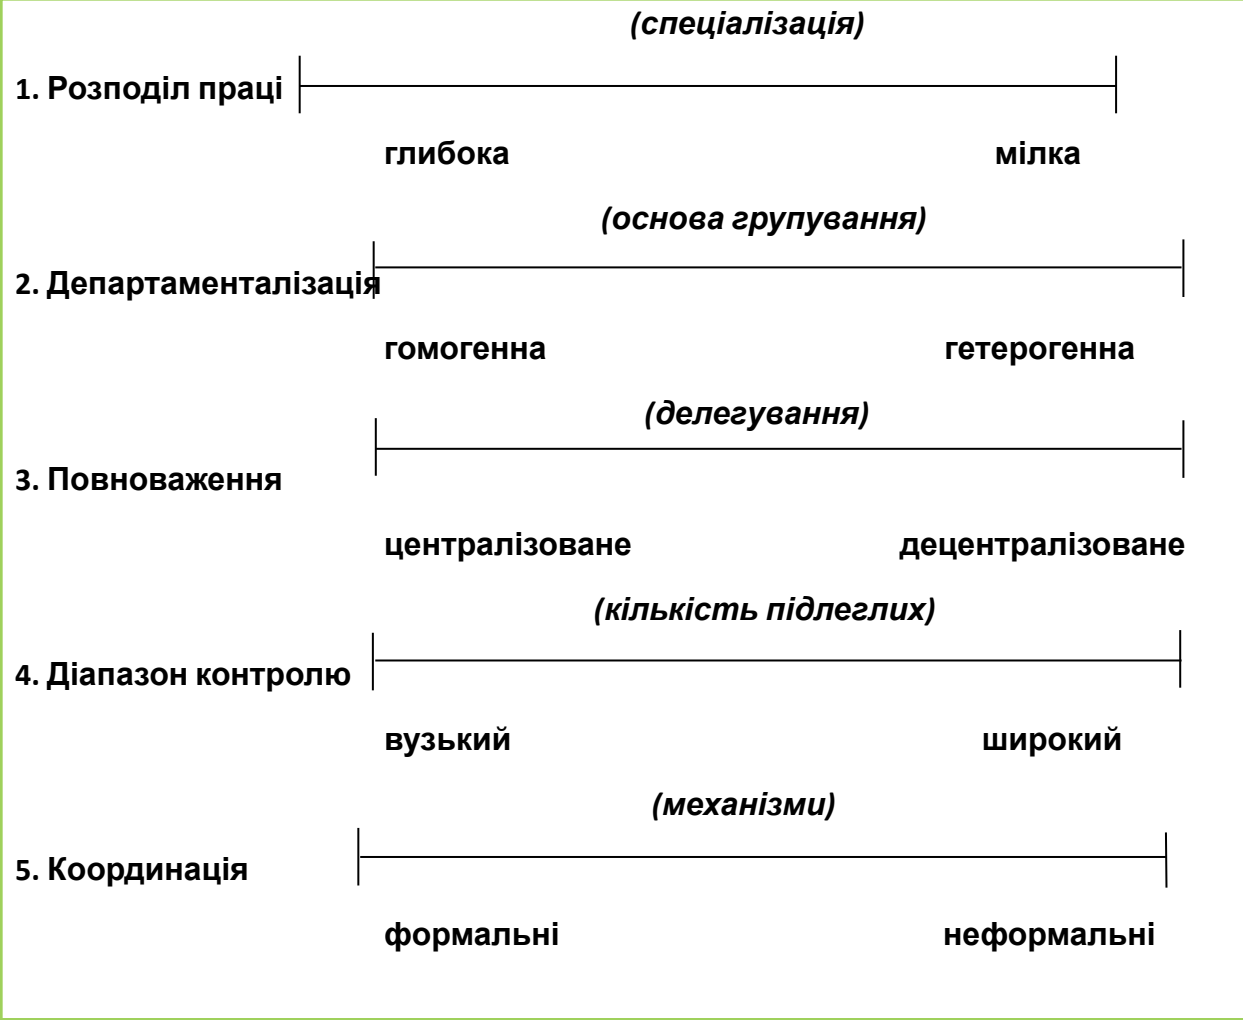 (спеціалізація)
1. Розподіл праці
глибока мілка
(основа групування)
2. Департаменталізація
гомогенна гетерогенна
(делегування)
3. Повноваження
централізоване децентралізоване
(кількість підлеглих)
4. Діапазон контролю
вузький широкий
(механізми)
5. Координація
формальні неформальні